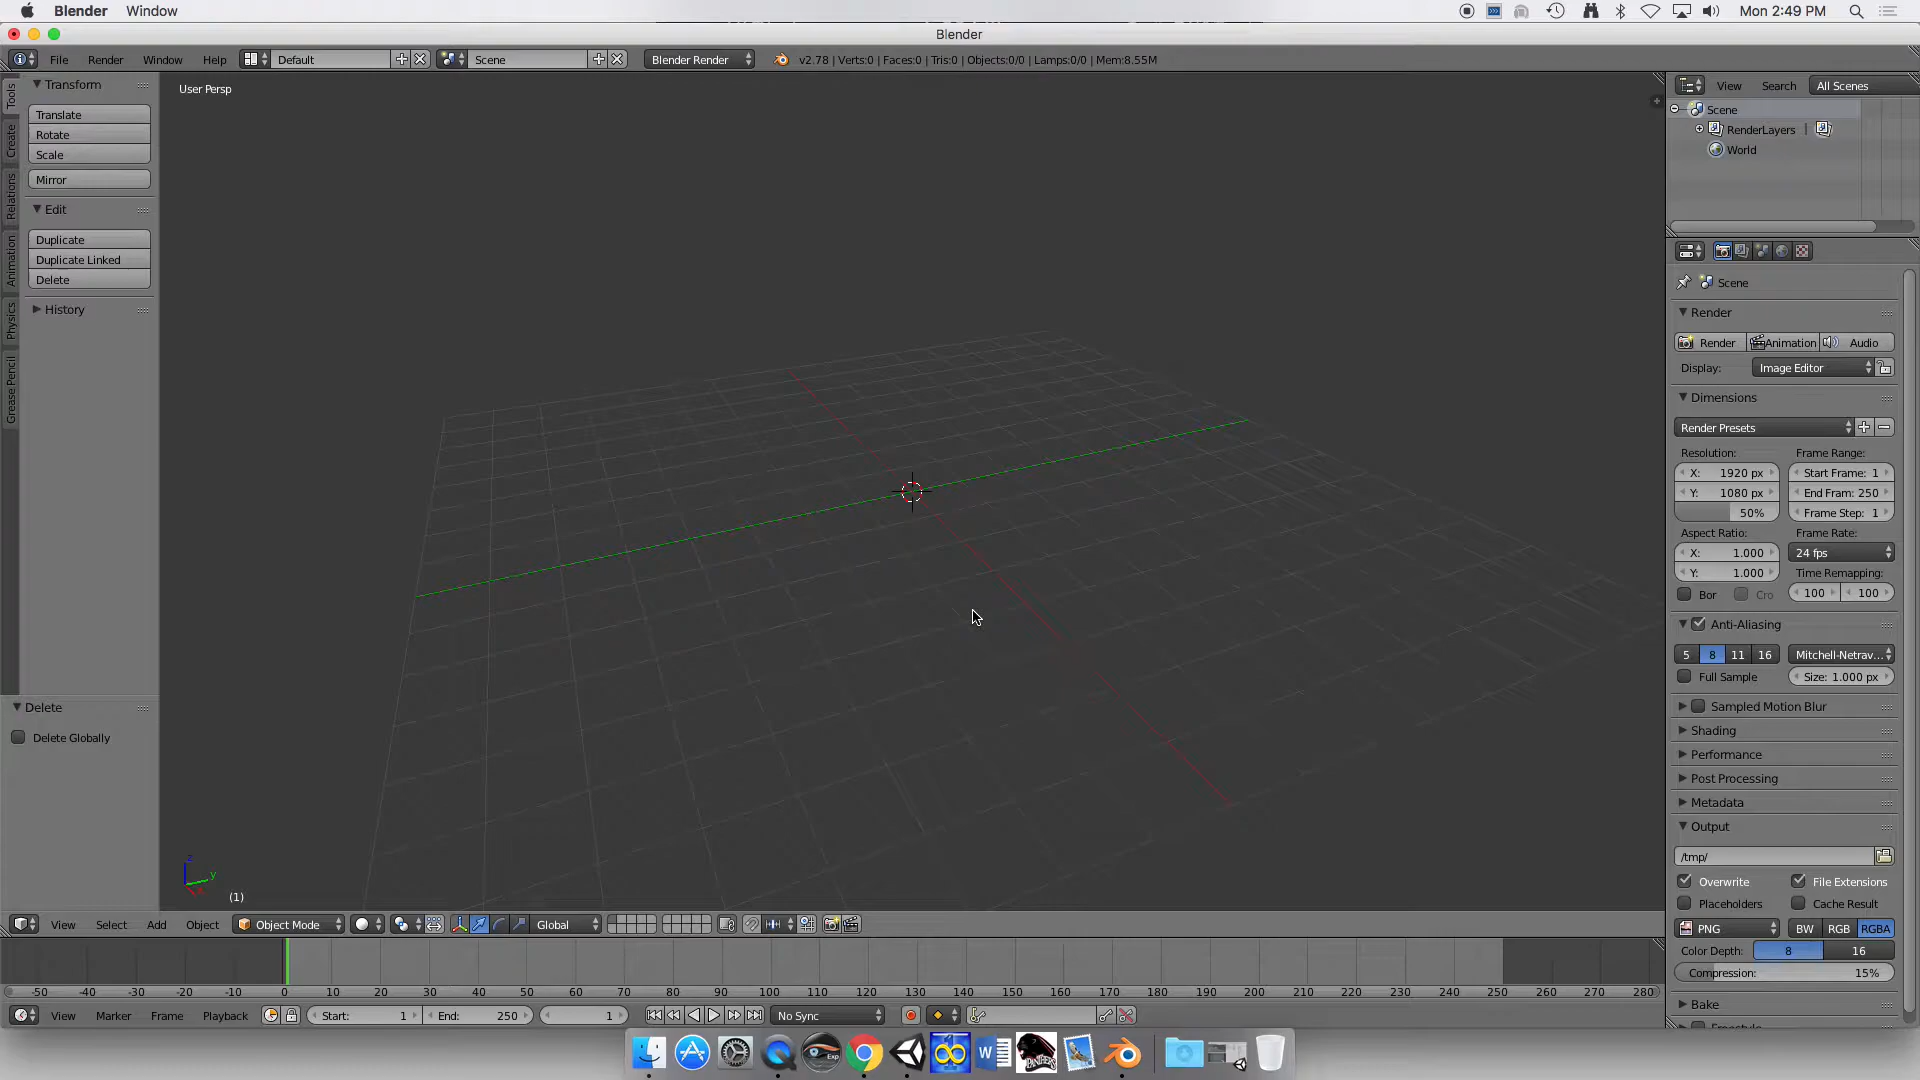 Blender Window Mon 2:49 PM
Blender
File Render Window Help Default Scene Blender Render v2.78 | Verts:0 | Faces:0 | Tris:0 | Objects:0/0 | Lamps:0/0 | Mem:8.55M
Tools
Create
Relations
Animation
Physics
Grease Pencil
Transform
Translate
Rotate
Scale
Mirror
Edit
Duplicate
Duplicate Linked
Delete
History
Delete
Delete Globally
User Persp
z
y
x
(1)
View Select Add Object Object Mode Global
View Search All Scenes
Scene
RenderLayers |
World
Scene
Render
Render Animation Audio
Display: Image Editor
Dimensions
Render Presets
Resolution: Frame Range:
X: 1920 px Start Frame: 1
Y: 1080 px End Fram: 250
50% Frame Step: 1
Aspect Ratio: Frame Rate:
X: 1.000 24 fps
Y: 1.000 Time Remapping:
Bor Cro 100 100
Anti-Aliasing
5 8 11 16 Mitchell-Netrav...
Full Sample Size: 1.000 px
Sampled Motion Blur
Shading
Performance
Post Processing
Metadata
Output
/tmp/
Overwrite File Extensions
Placeholders Cache Result
PNG BW RGB RGBA
Color Depth: 8 16
Compression: 15%
Bake
-50 -40 -30 -20 -10 0 10 20 30 40 50 60 70 80 90 100 110 120 130 140 150 160 170 180 190 200 210 220 230 240 250 260 270 280
View Marker Frame Playback Start: 1 End: 250 1 No Sync
Exp
W
PANTHERS